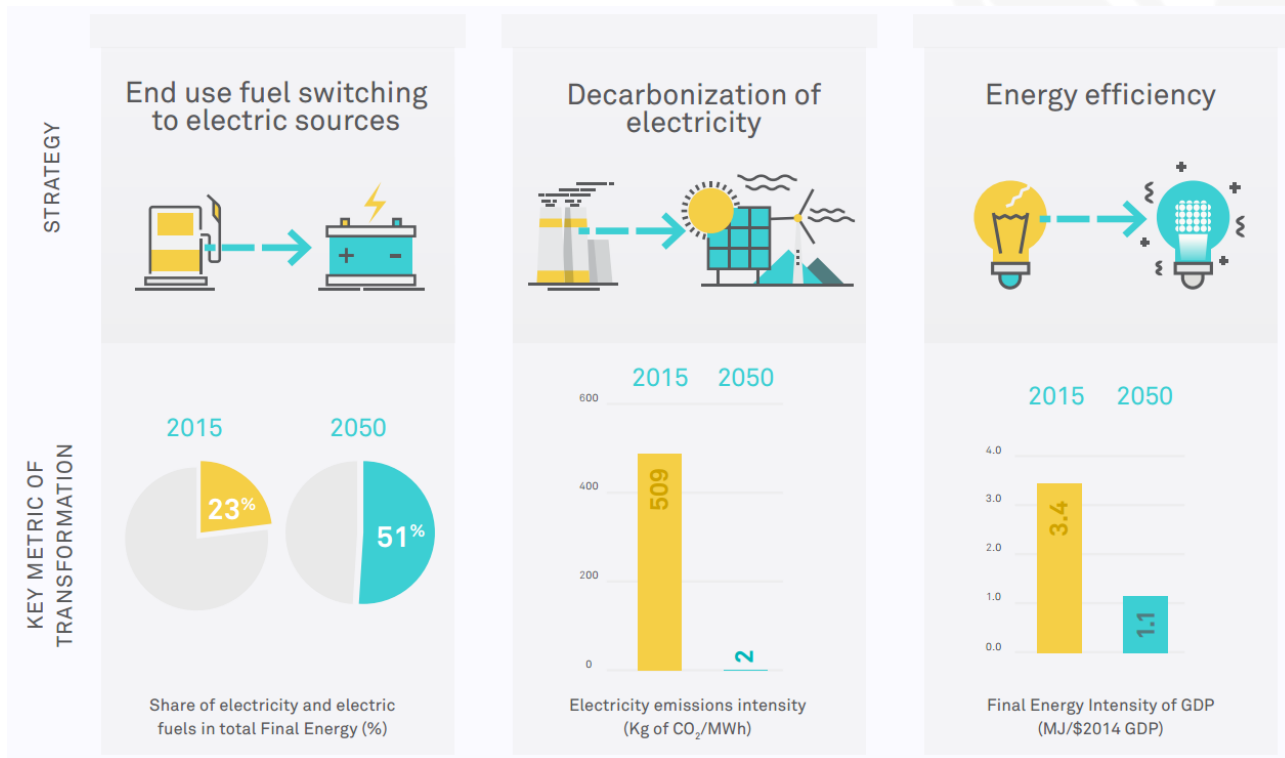 STRATEGY
End use fuel switching
to electric sources
Decarbonization of
electricity
Energy efficiency
+ -
KEY METRIC OF
TRANSFORMATION
2015 2050
23%
51%
Share of electricity and electric
fuels in total Final Energy (%)
2015 2050
600
400
200
0
509
2
Electricity emissions intensity
(Kg of CO₂/MWh)
2015 2050
4.0
3.0
2.0
1.0
0.0
3.4
1.1
Final Energy Intensity of GDP
(MJ/$2014 GDP)